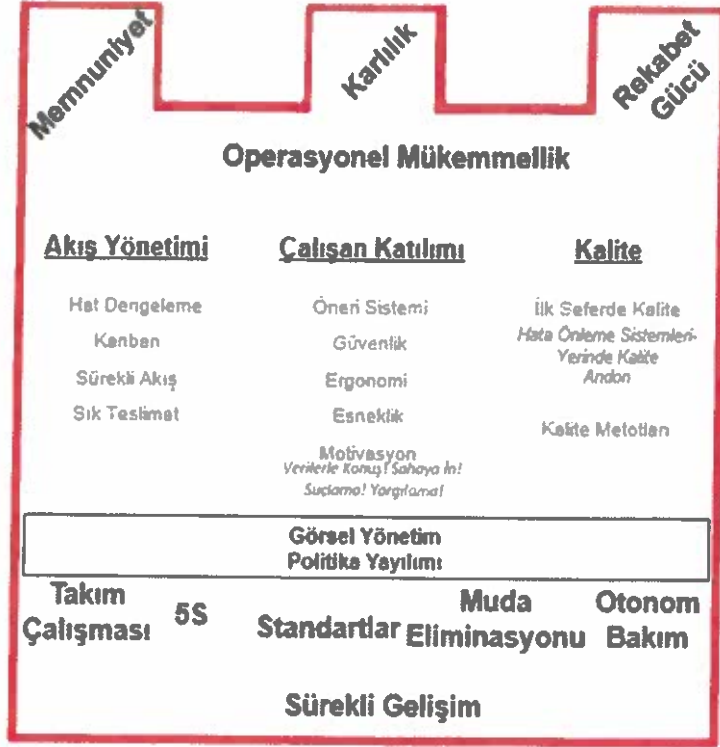 Memnuniyet
Karlılık
Rekabet
Gücü
Operasyonel Mükemmellik
Akış Yönetimi
Hat Dengeleme
Kanban
Sürekli Akış
Sık Teslimat
Çalışan Katılımı
Öneri Sistemi
Güvenlik
Ergonomi
Esneklik
Motivasyon
Verilerle Konuş! Sahaya İn!
Suçlama! Yargılama!
Kalite
İlk Seferde Kalite
Hata Önleme Sistemleri-
Yerinde Kalite
Andon
Kalite Metotları
Görsel Yönetim
Politika Yayılımı
Takım
Çalışması
5S
Standartlar
Muda
Eliminasyonu
Otonom
Bakım
Sürekli Gelişim